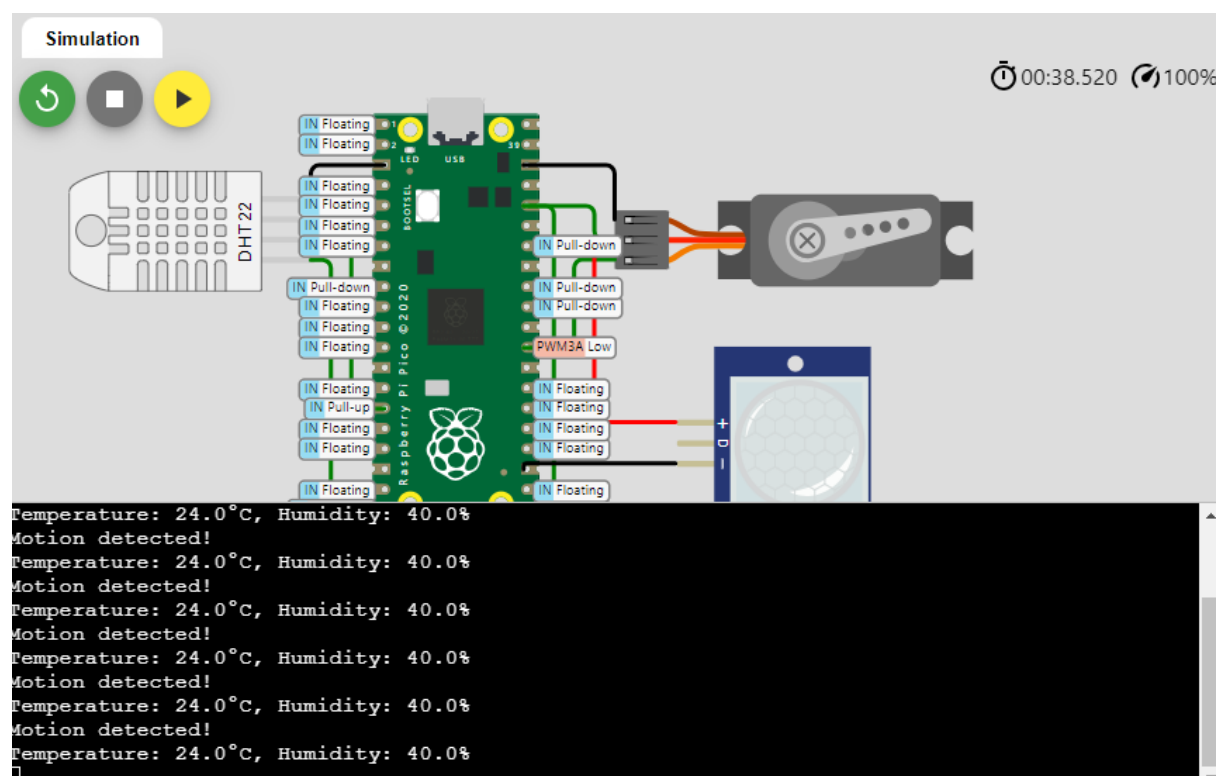 Simulation
00:38.520 100%
IN Floating
1
IN Floating
2
39
LED USB
IN Floating
IN Floating
BOOTSEL
IN Floating
DHT22
IN Floating
IN Pull-down
IN Pull-down
IN Pull-down
IN Floating
IN Pull-down
IN Floating
IN Floating
PWM3A Low
Raspberry Pi Pico ©2020
IN Floating
IN Floating
IN Pull-up
IN Floating
IN Floating
IN Floating
+
D
-
IN Floating
IN Floating
IN Floating
IN Floating
Temperature: 24.0°C, Humidity: 40.0%
Motion detected!
Temperature: 24.0°C, Humidity: 40.0%
Motion detected!
Temperature: 24.0°C, Humidity: 40.0%
Motion detected!
Temperature: 24.0°C, Humidity: 40.0%
Motion detected!
Temperature: 24.0°C, Humidity: 40.0%
Motion detected!
Temperature: 24.0°C, Humidity: 40.0%